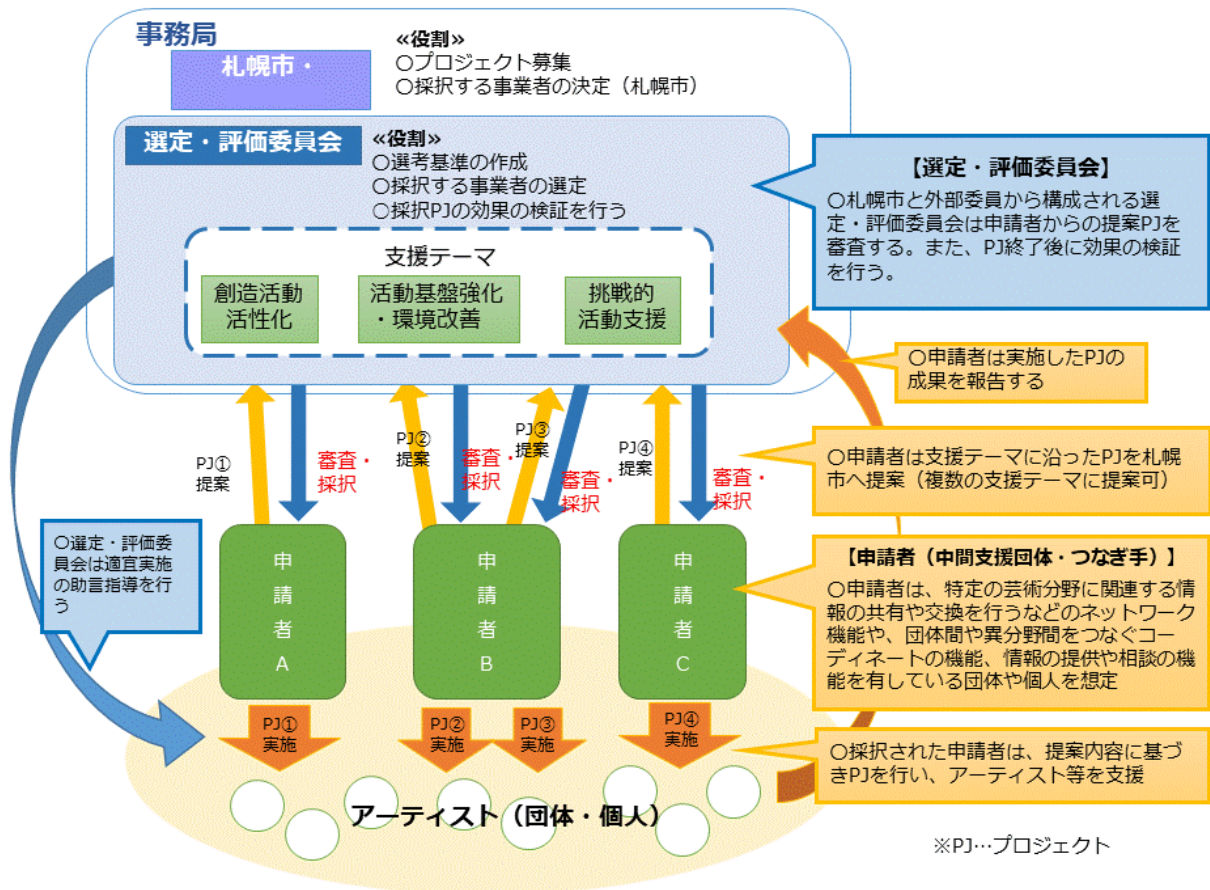 事務局
札幌市・
≪役割≫
○プロジェクト募集
○採択する事業者の決定（札幌市）
選定・評価委員会
≪役割≫
○選考基準の作成
○採択する事業者の選定
○採択PJの効果の検証を行う
支援テーマ
創造活動
活性化
活動基盤強化
・環境改善
挑戦的
活動支援
【選定・評価委員会】
○札幌市と外部委員から構成される選
定・評価委員会は申請者からの提案PJを
審査する。また、PJ終了後に効果の検証
を行う。
○申請者は実施したPJの
成果を報告する
PJ①
提案
審査・
採択
PJ②
提案
審査・
採択
PJ③
提案
審査・
採択
PJ④
提案
審査・
採択
○申請者は支援テーマに沿ったPJを札幌
市へ提案（複数の支援テーマに提案可）
○選定・評価委
員会は適宜実施
の助言指導を行
う
申
請
者
A
申
請
者
B
申
請
者
C
【申請者（中間支援団体・つなぎ手）】
○申請者は、特定の芸術分野に関連する情
報の共有や交換を行うなどのネットワーク
機能や、団体間や異分野間をつなぐコー
ディネートの機能、情報の提供や相談の機
能を有している団体や個人を想定
PJ①
実施
PJ②
実施
PJ③
実施
PJ④
実施
○採択された申請者は、提案内容に基づ
きPJを行い、アーティスト等を支援
アーティスト（団体・個人）
※PJ…プロジェクト